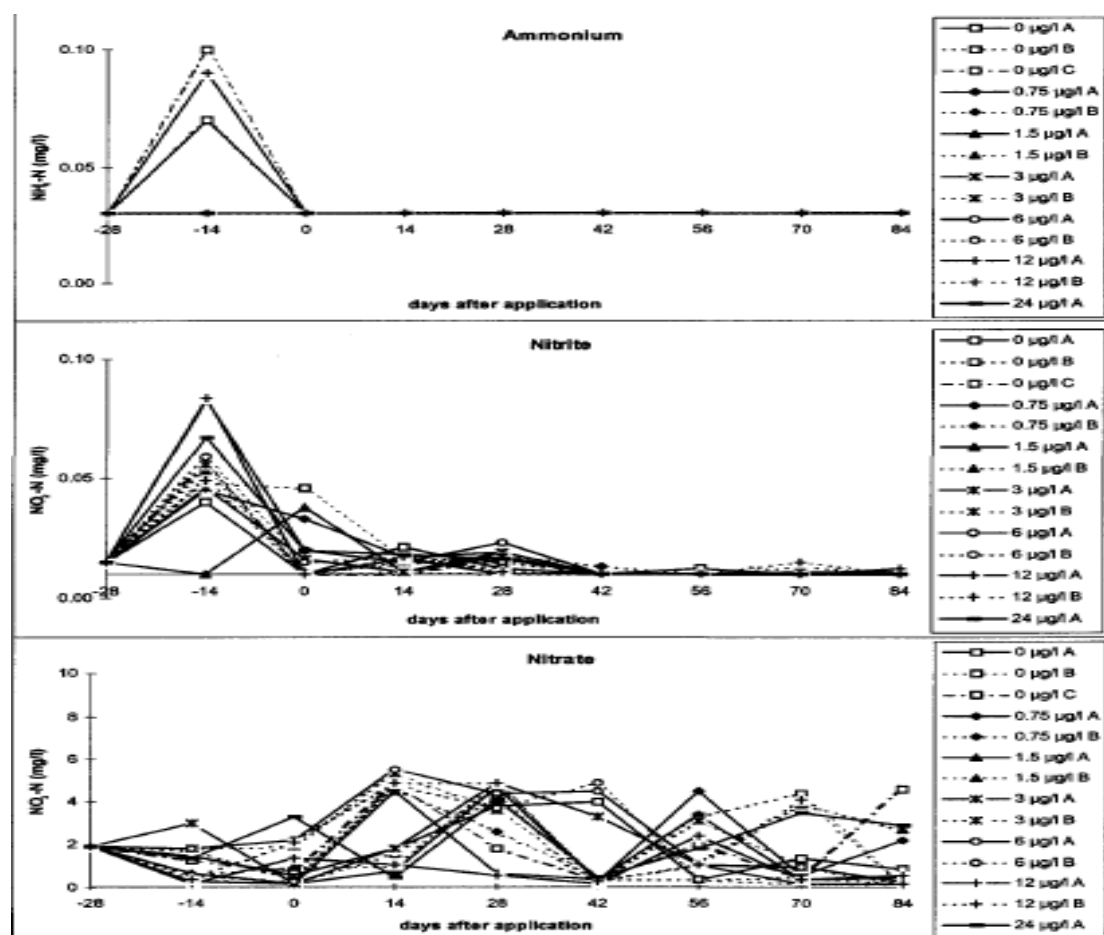 Ammonium
0.10
0.05
0.00
NH₄-N (mg/l)
-28 -14 0 14 28 42 56 70 84
days after application
0 µg/l A
0 µg/l B
0 µg/l C
0.75 µg/l A
0.75 µg/l B
1.5 µg/l A
1.5 µg/l B
3 µg/l A
3 µg/l B
6 µg/l A
6 µg/l B
12 µg/l A
12 µg/l B
24 µg/l A
Nitrite
0.10
0.05
0.00
-N (mg/l)
-28 -14 0 14 28 42 56 70 84
days after application
0 µg/l A
0 µg/l B
0 µg/l C
0.75 µg/l A
0.75 µg/l B
1.5 µg/l A
1.5 µg/l B
3 µg/l A
3 µg/l B
6 µg/l A
6 µg/l B
12 µg/l A
12 µg/l B
24 µg/l A
Nitrate
10
8
6
4
2
0
NO₃-N (mg/l)
-28 -14 0 14 28 42 56 70 84
days after application
0 µg/l A
0 µg/l B
0 µg/l C
0.75 µg/l A
0.75 µg/l B
1.5 µg/l A
1.5 µg/l B
3 µg/l A
3 µg/l B
6 µg/l A
6 µg/l B
12 µg/l A
12 µg/l B
24 µg/l A